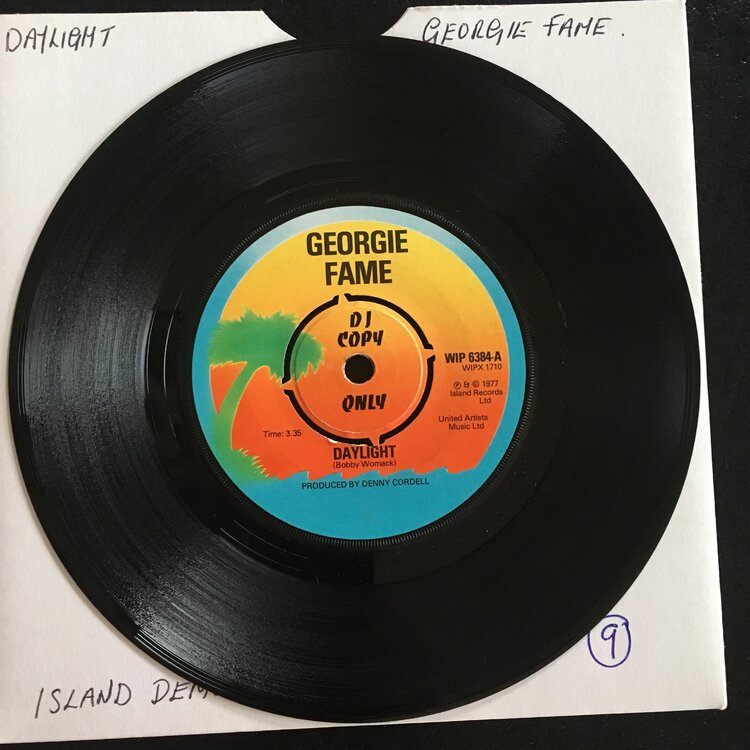 DAYLIGHT
GEORGIE FAME.
GEORGIE
FAME
DJ
COPY
ONLY
WIP 6384-A
WIPX 1710
℗ & © 1977
Island Records
Ltd
United Artists
Music Ltd
Time: 3.35
DAYLIGHT
(Bobby Womack)
PRODUCED BY DENNY CORDELL
9
ISLAND DEM